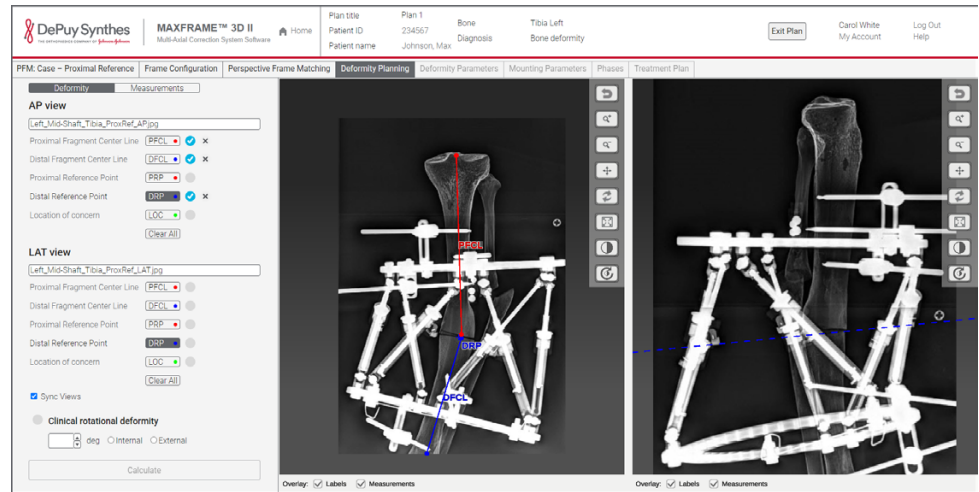 DePuy Synthes
THE ORTHOPAEDICS COMPANY OF Johnson & Johnson
MAXFRAME™ 3D II
Multi-Axial Correction System Software
Home
Plan title Plan 1
Patient ID 234567
Patient name Johnson, Max
Bone Tibia Left
Diagnosis Bone deformity
Exit Plan
Carol White
My Account
Log Out
Help
PFM: Case – Proximal Reference Frame Configuration Perspective Frame Matching Deformity Planning Deformity Parameters Mounting Parameters Phases Treatment Plan
Deformity Measurements
AP view
Left_Mid-Shaft_Tibia_ProxRef_AP.jpg
Proximal Fragment Center Line PFCL
Distal Fragment Center Line DFCL
Proximal Reference Point PRP
Distal Reference Point DRP
Location of concern LOC
Clear All
LAT view
Left_Mid-Shaft_Tibia_ProxRef_LAT.jpg
Proximal Fragment Center Line PFCL
Distal Fragment Center Line DFCL
Proximal Reference Point PRP
Distal Reference Point DRP
Location of concern LOC
Clear All
Sync Views
Clinical rotational deformity
deg Internal External
Calculate
PFCL
DRP
DFCL
Overlay: Labels Measurements
Overlay: Labels Measurements